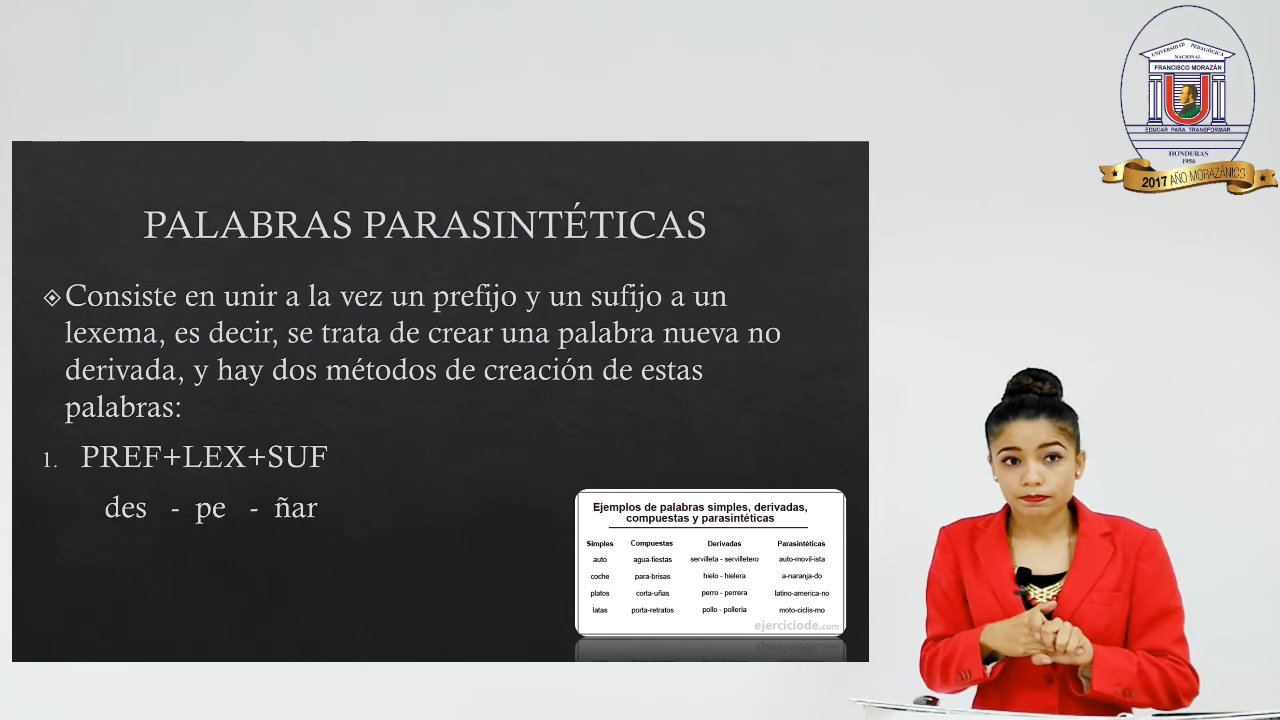 UNIVERSIDAD PEDAGÓGICA
NACIONAL
FRANCISCO MORAZÁN
EDUCAR PARA TRANSFORMAR
HONDURAS
1956
2017 AÑO MORAZÁNICO
PALABRAS PARASINTÉTICAS
Consiste en unir a la vez un prefijo y un sufijo a un
lexema, es decir, se trata de crear una palabra nueva no
derivada, y hay dos métodos de creación de estas
palabras:
1. PREF+LEX+SUF
des - pe - ñar
Ejemplos de palabras simples, derivadas,
compuestas y parasintéticas
Simples Compuestas Derivadas Parasintéticas
auto agua-fiestas servilleta - servilletero auto-movil-ista
coche para-brisas hielo - hielera a-naranja-do
platos corta-uñas perro - perrera latino-america-no
latas porta-retratos pollo - pollería moto-ciclis-mo
ejerciciode.com